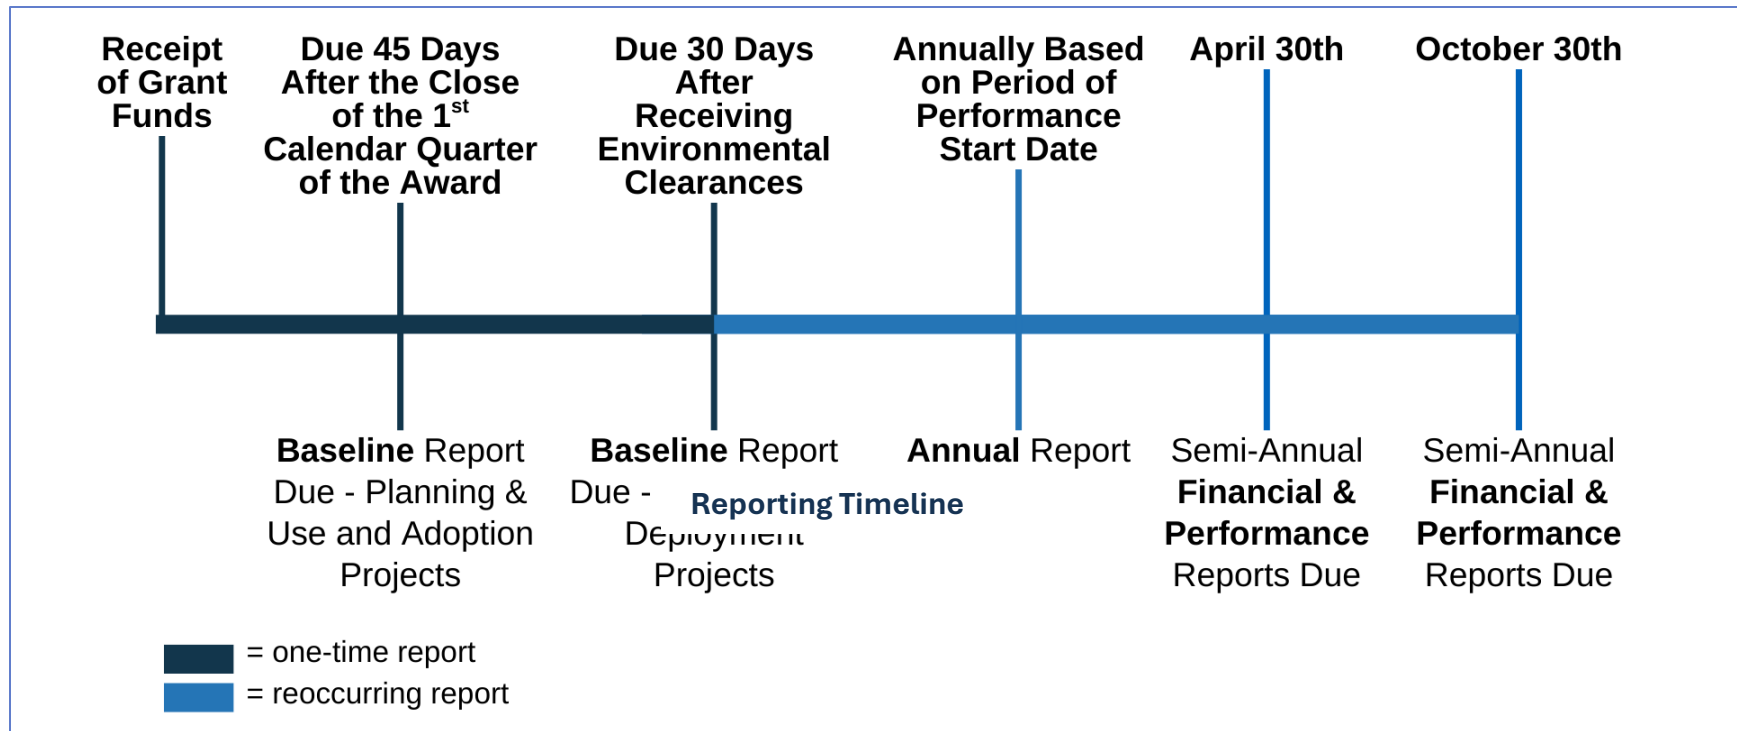 Receipt
of Grant
Funds
Due 45 Days
After the Close
of the 1st
Calendar Quarter
of the Award
Due 30 Days
After
Receiving
Environmental
Clearances
Annually Based
on Period of
Performance
Start Date
April 30th
October 30th
Baseline Report
Due - Planning &
Use and Adoption
Projects
Baseline Report
Due -
Deployment
Projects
Reporting Timeline
Annual Report
Semi-Annual
Financial &
Performance
Reports Due
Semi-Annual
Financial &
Performance
Reports Due
= one-time report
= reoccurring report